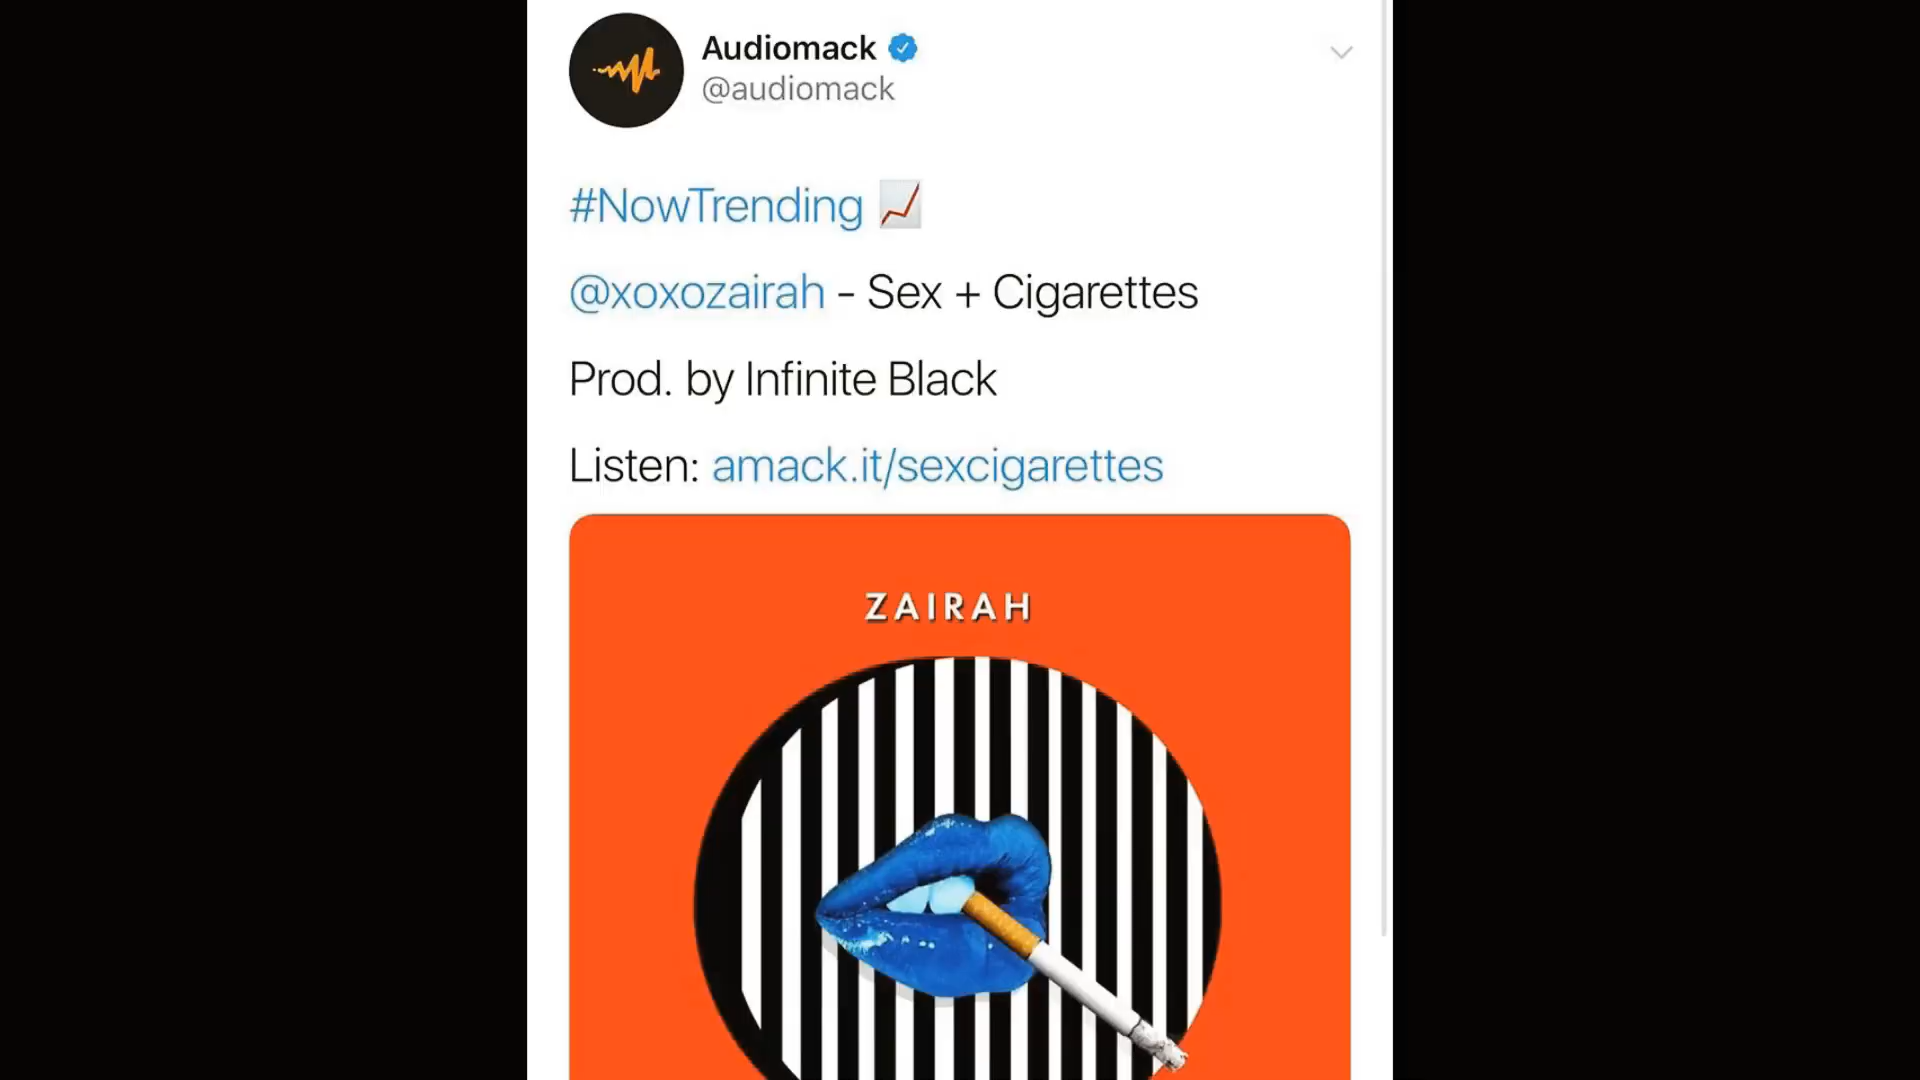 Audiomack
@audiomack
#NowTrending 📈
@xoxozairah - Sex + Cigarettes
Prod. by Infinite Black
Listen: amack.it/sexcigarettes
ZAIRAH